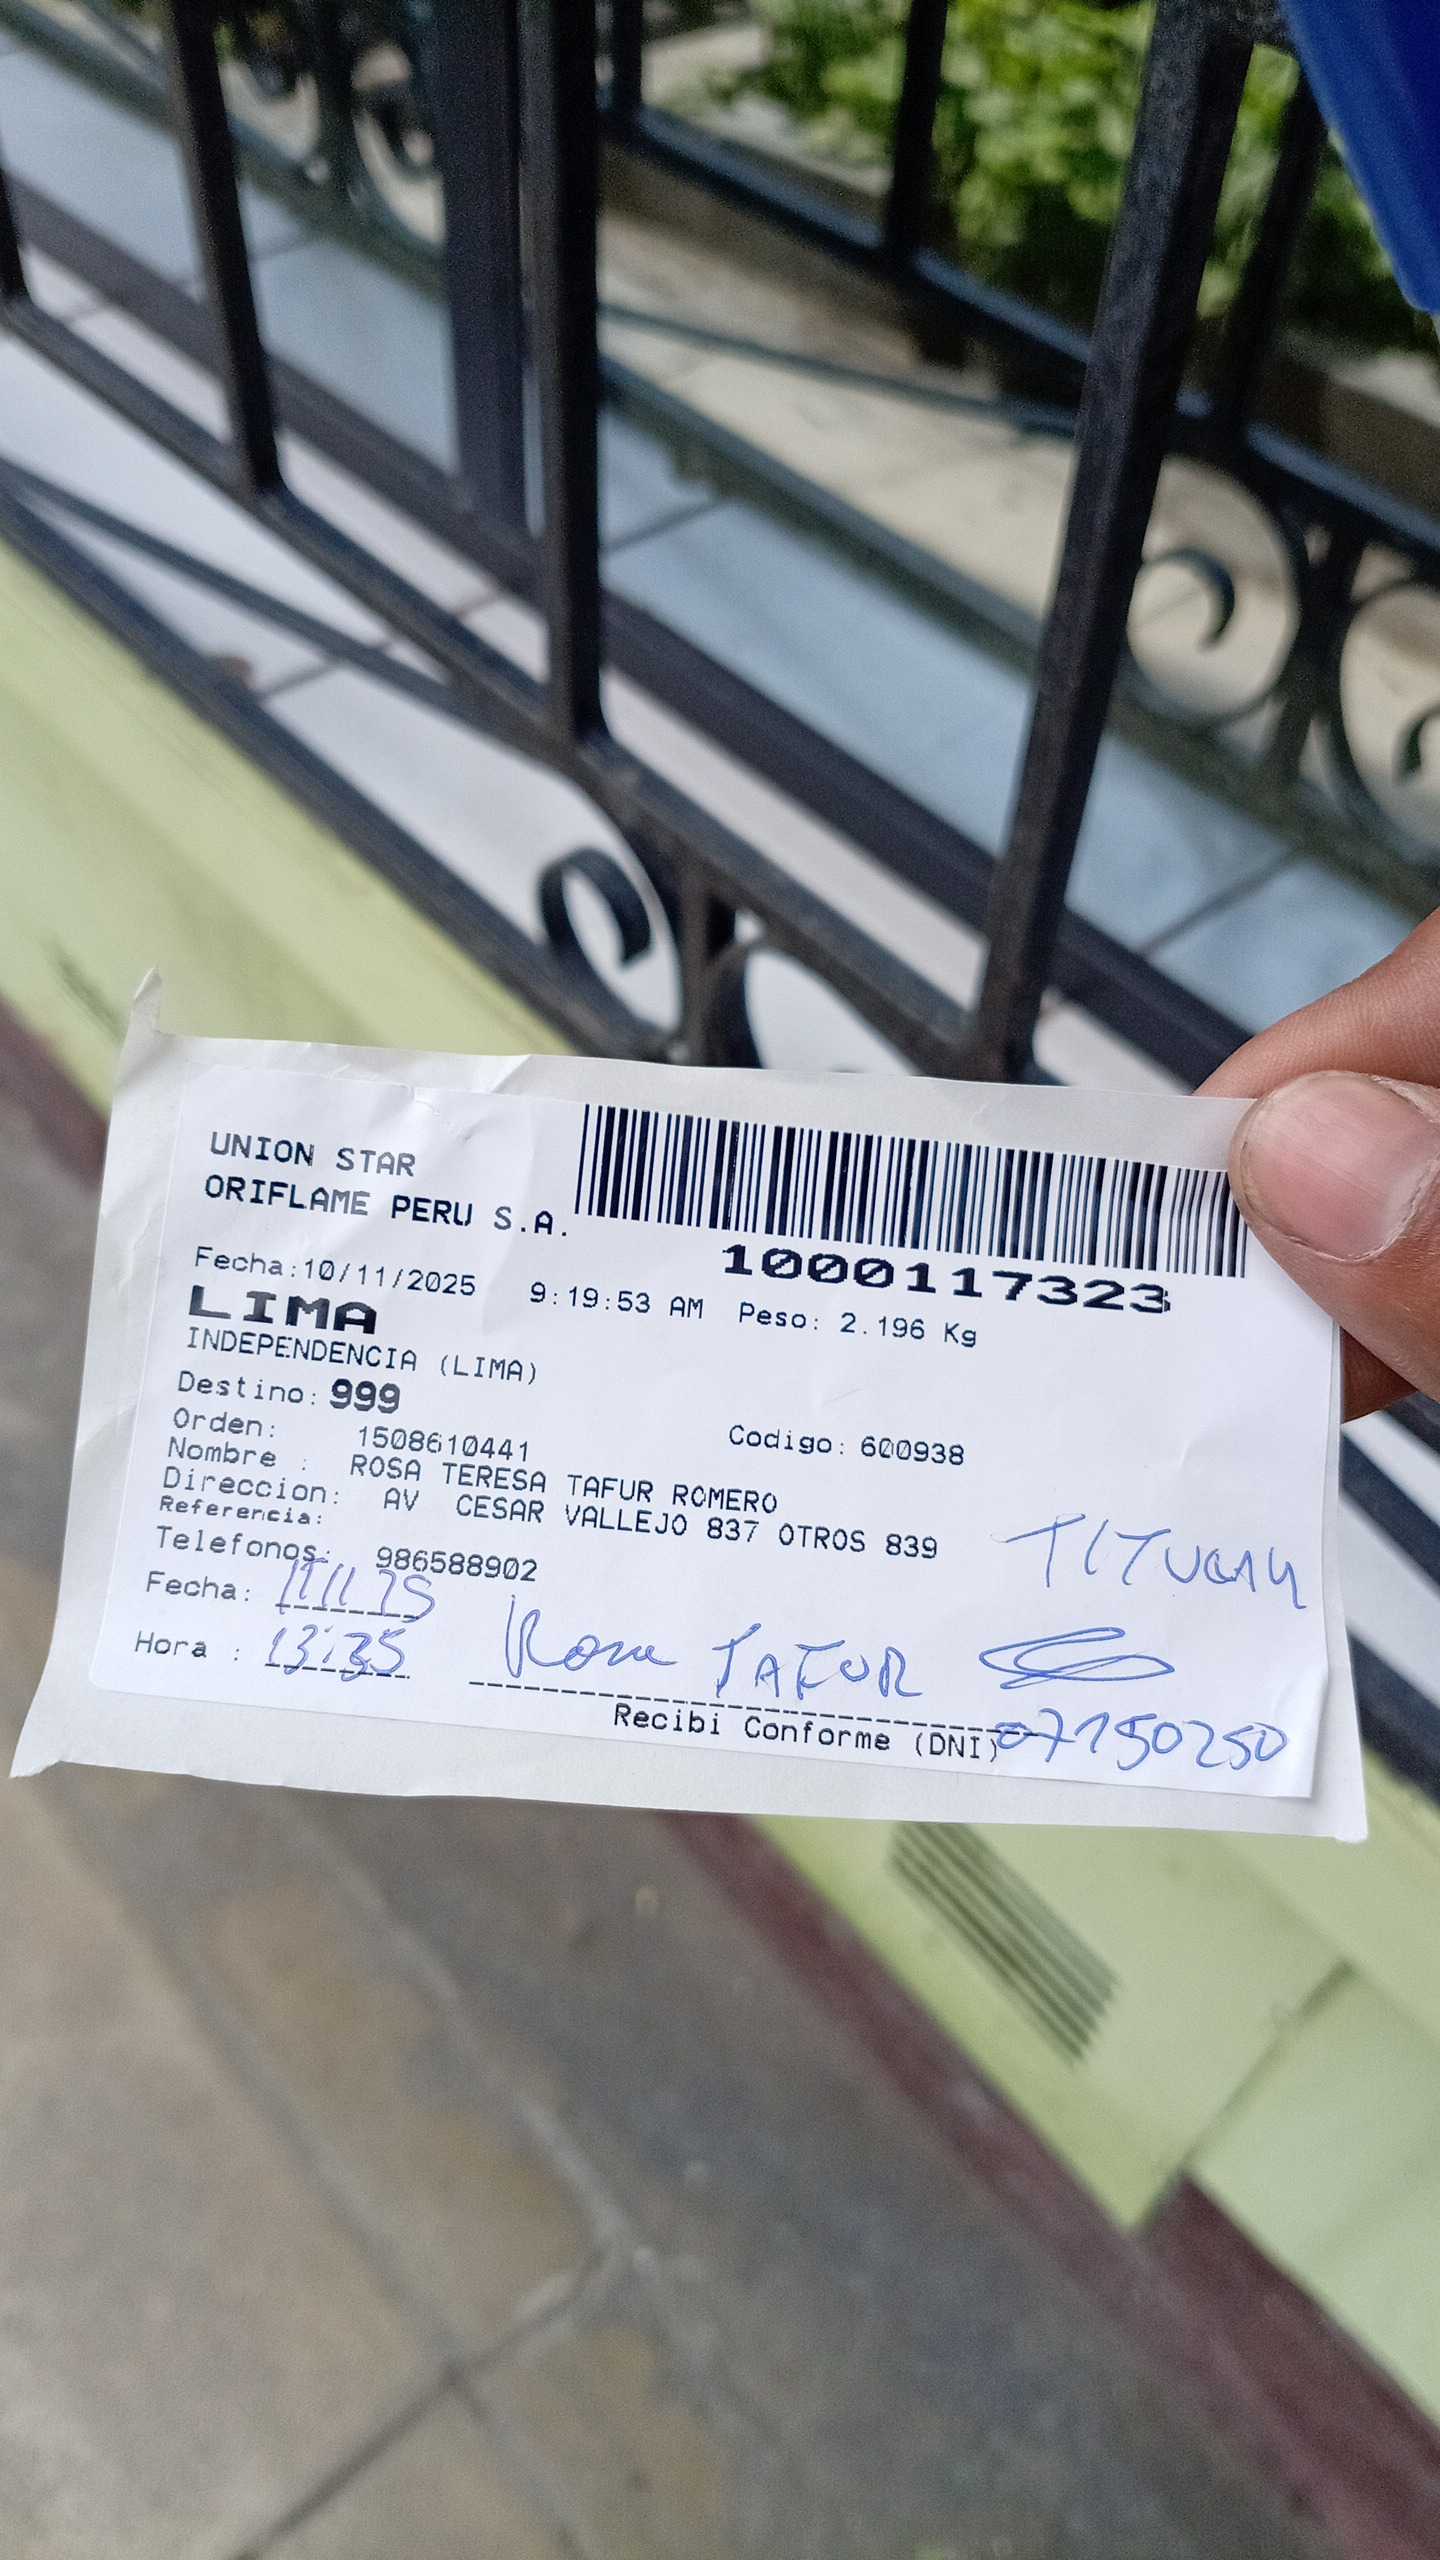 UNION STAR
ORIFLAME PERU S.A.
1000117323
Fecha:10/11/2025 9:19:53 AM Peso: 2.196 Kg
LIMA
INDEPENDENCIA (LIMA)
Destino: 999
Orden: 1508610441 Codigo: 600938
Nombre : ROSA TERESA TAFUR ROMERO
Direccion: AV CESAR VALLEJO 837 OTROS 839
Referencia:
TITUCAY
Telefonos: 986588902
Fecha: 11/11/25
Hora : 13:35 Rosa TAFUR
Recibi Conforme (DNI) 07150250